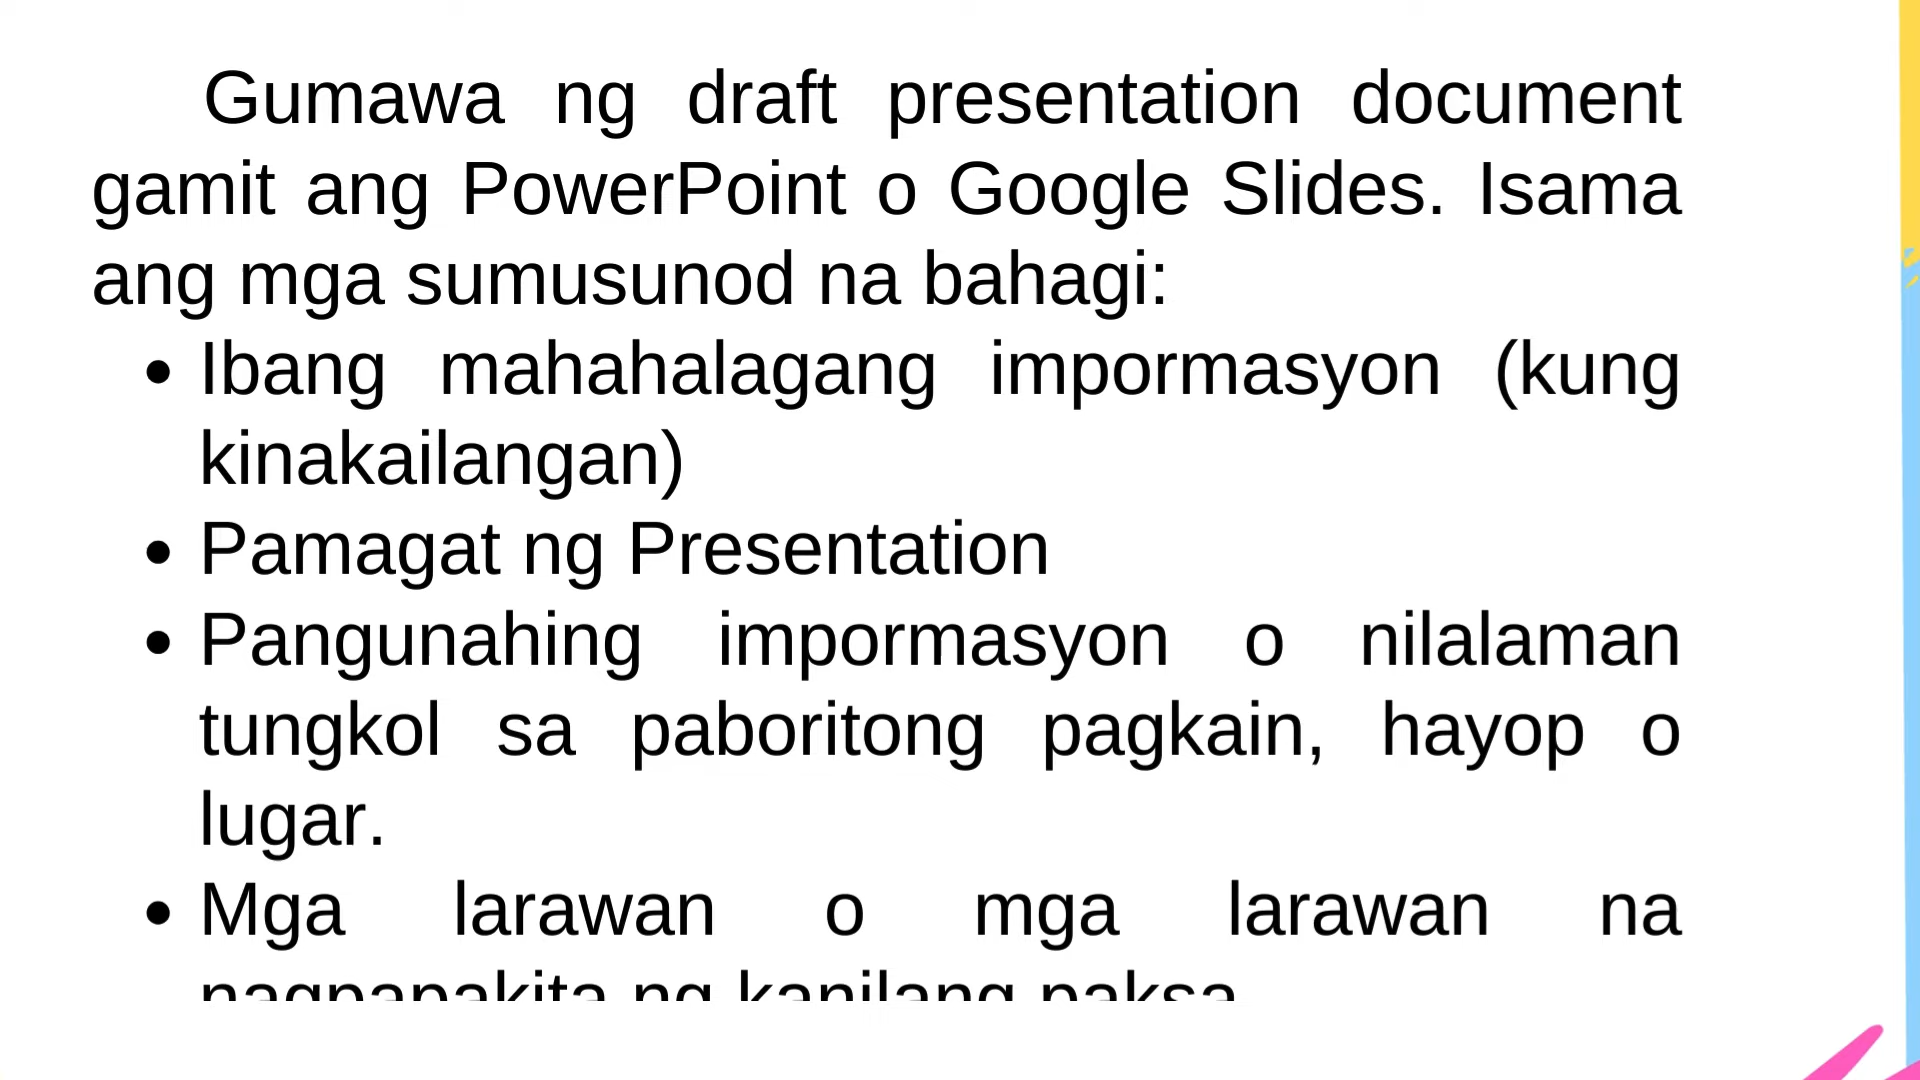 Gumawa ng draft presentation document
gamit ang PowerPoint o Google Slides. Isama
ang mga sumusunod na bahagi:
• Ibang mahahalagang impormasyon (kung
kinakailangan)
• Pamagat ng Presentation
• Pangunahing impormasyon o nilalaman
tungkol sa paboritong pagkain, hayop o
lugar.
• Mga larawan o mga larawan na
nagpapakita ng kanilang paksa